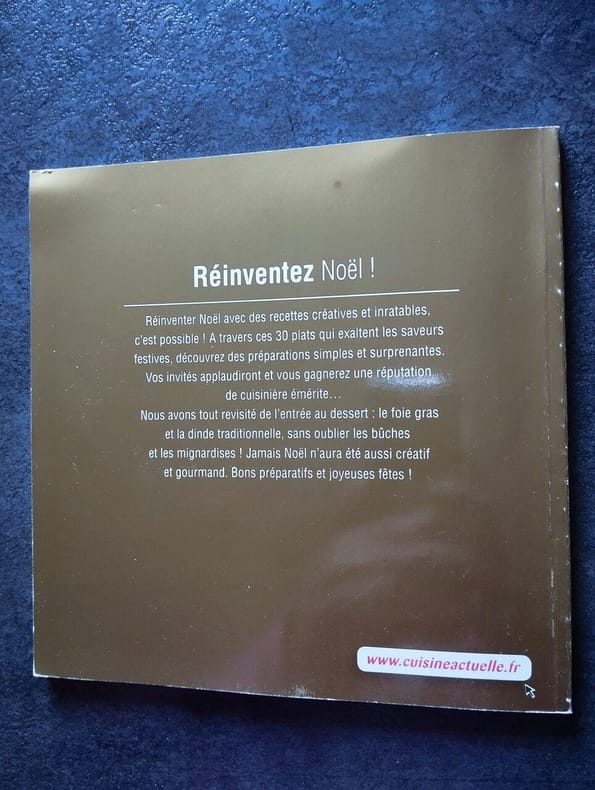 Réinventez Noël !
Réinventer Noël avec des recettes créatives et inratables,
c'est possible ! A travers ces 30 plats qui exaltent les saveurs
festives, découvrez des préparations simples et surprenantes.
Vos invités applaudiront et vous gagnerez une réputation
de cuisinière émérite...
Nous avons tout revisité de l'entrée au dessert : le foie gras
et la dinde traditionnelle, sans oublier les bûches
et les mignardises ! Jamais Noël n'aura été aussi créatif
et gourmand. Bons préparatifs et joyeuses fêtes !
www.cuisineactuelle.fr